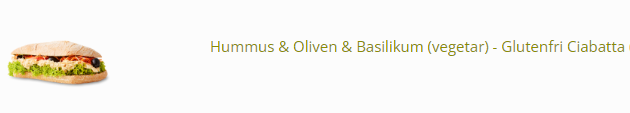 Hummus & Oliven & Basilikum (vegetar) - Glutenfri Ciabatta